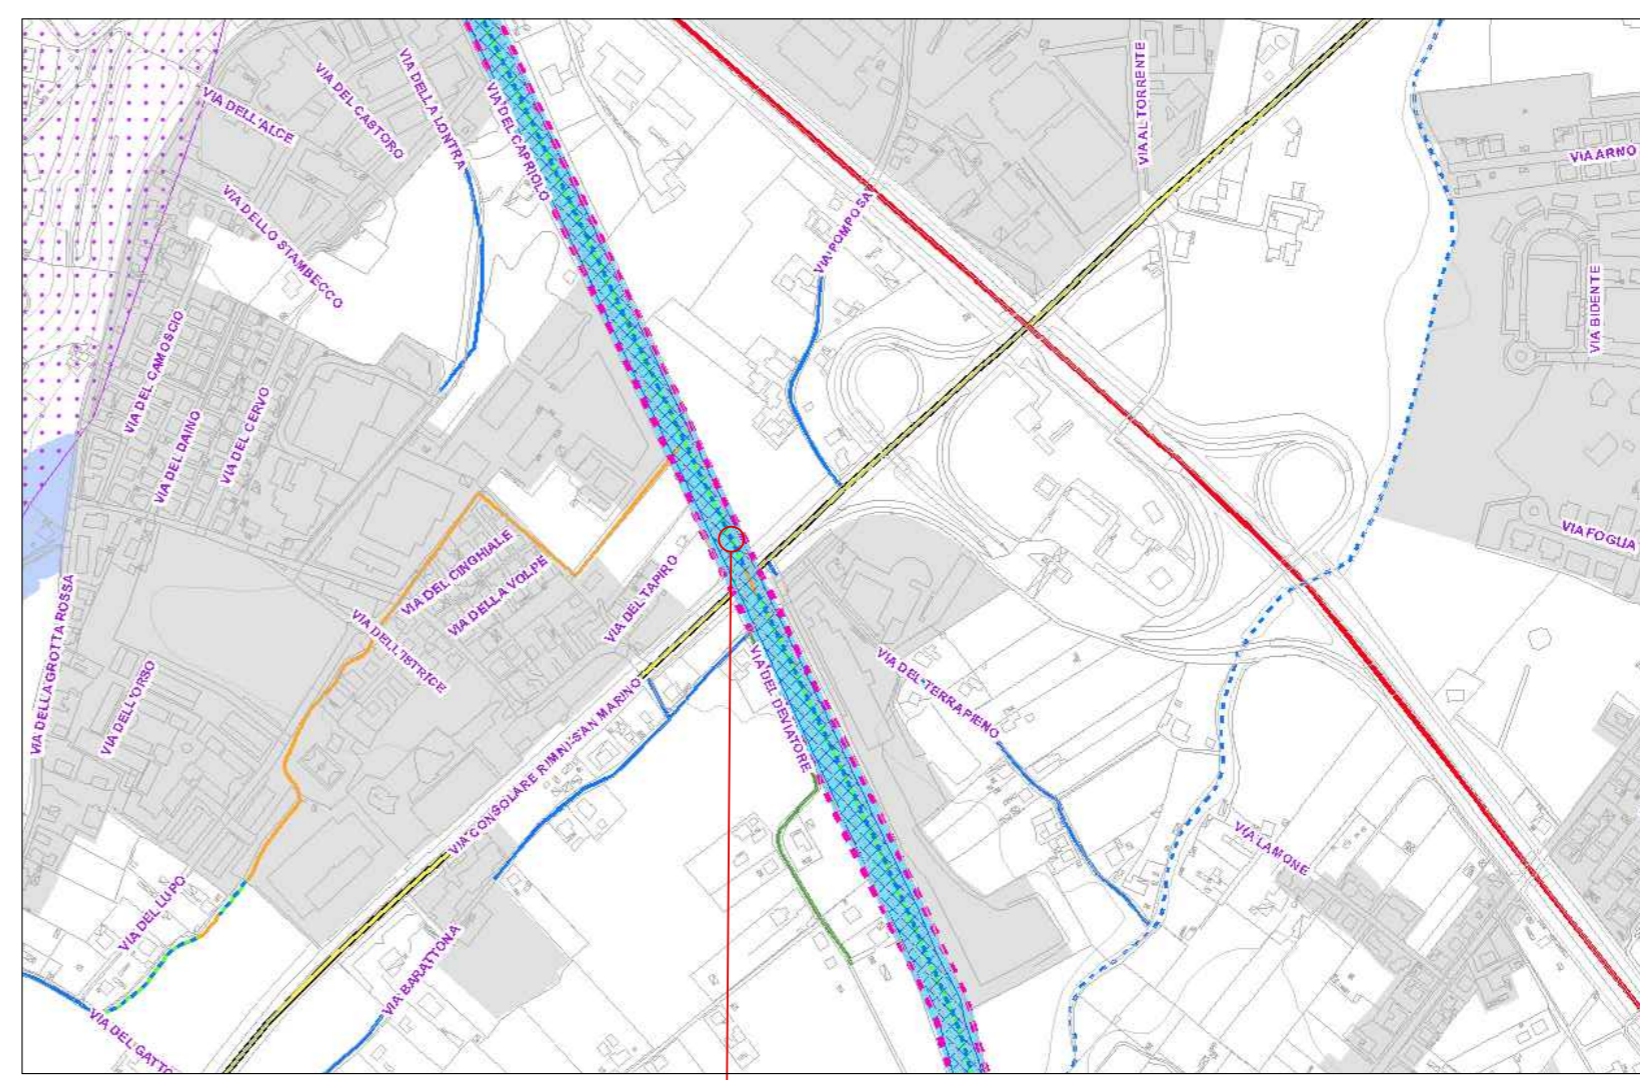 VIA DELL'ALCE
VIA DEL CASTORO
VIA DELLA LONTRA
VIA DEL CAPRIOLO
VIA AL TORRENTE
VIA ARNO
VIA DELLO STAMBECCO
VIA POMPOSA
VIA BIDENTE
VIA DEL CAMOSCIO
VIA DEL DAINO
VIA DEL CERVO
VIA FOGLIA
VIA DEL CINGHIALE
VIA DELLA VOLPE
VIA DEL TAPIRO
VIA DELLA GROTTA ROSSA
VIA DELL'ISTRICE
VIA DELL'ORSO
VIA CONSOLARE RIMINI-SAN MARINO
VIA DEL DEVIATORE
VIA DEL TERRAPIENO
VIA LAMONE
VIA DEL LUPO
VIA BARATTONA
VIA DEL GATTO